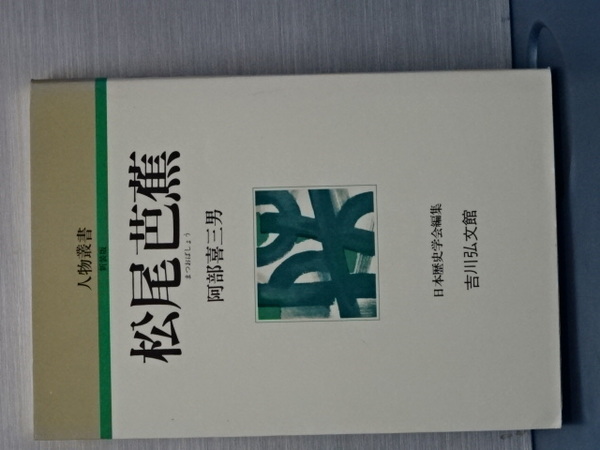 人物叢書
新装版
松尾芭蕉
まつおばしょう
阿部喜三男
日本歴史学会編集
吉川弘文館